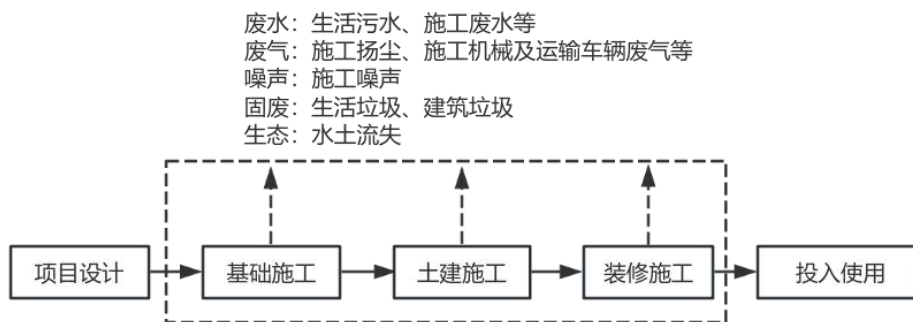 废水：生活污水、施工废水等
废气：施工扬尘、施工机械及运输车辆废气等
噪声：施工噪声
固废：生活垃圾、建筑垃圾
生态：水土流失
项目设计
基础施工
土建施工
装修施工
投入使用